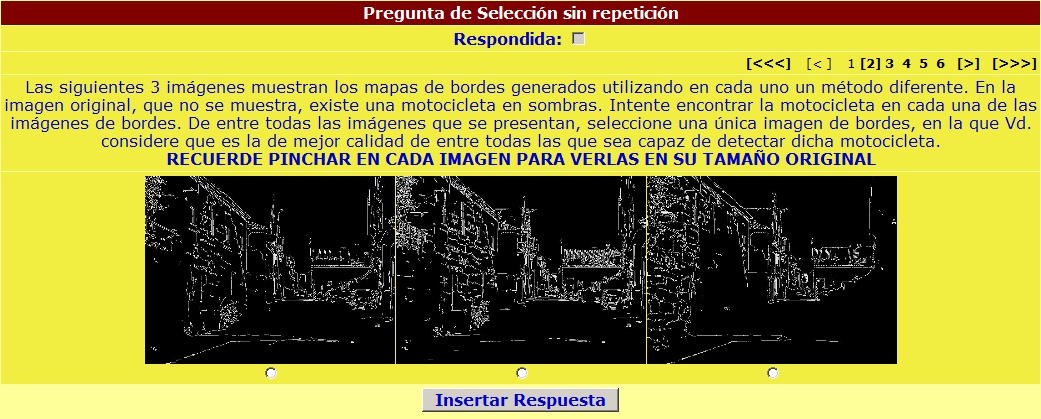 Pregunta de Selección sin repetición
Respondida:
[<<<] [< ] 1 [2] 3 4 5 6 [>] [>>>]
Las siguientes 3 imágenes muestran los mapas de bordes generados utilizando en cada uno un método diferente. En la
imagen original, que no se muestra, existe una motocicleta en sombras. Intente encontrar la motocicleta en cada una de las
imágenes de bordes. De entre todas las imágenes que se presentan, seleccione una única imagen de bordes, en la que Vd.
considere que es la de mejor calidad de entre todas las que sea capaz de detectar dicha motocicleta.
RECUERDE PINCHAR EN CADA IMAGEN PARA VERLAS EN SU TAMAÑO ORIGINAL
Insertar Respuesta